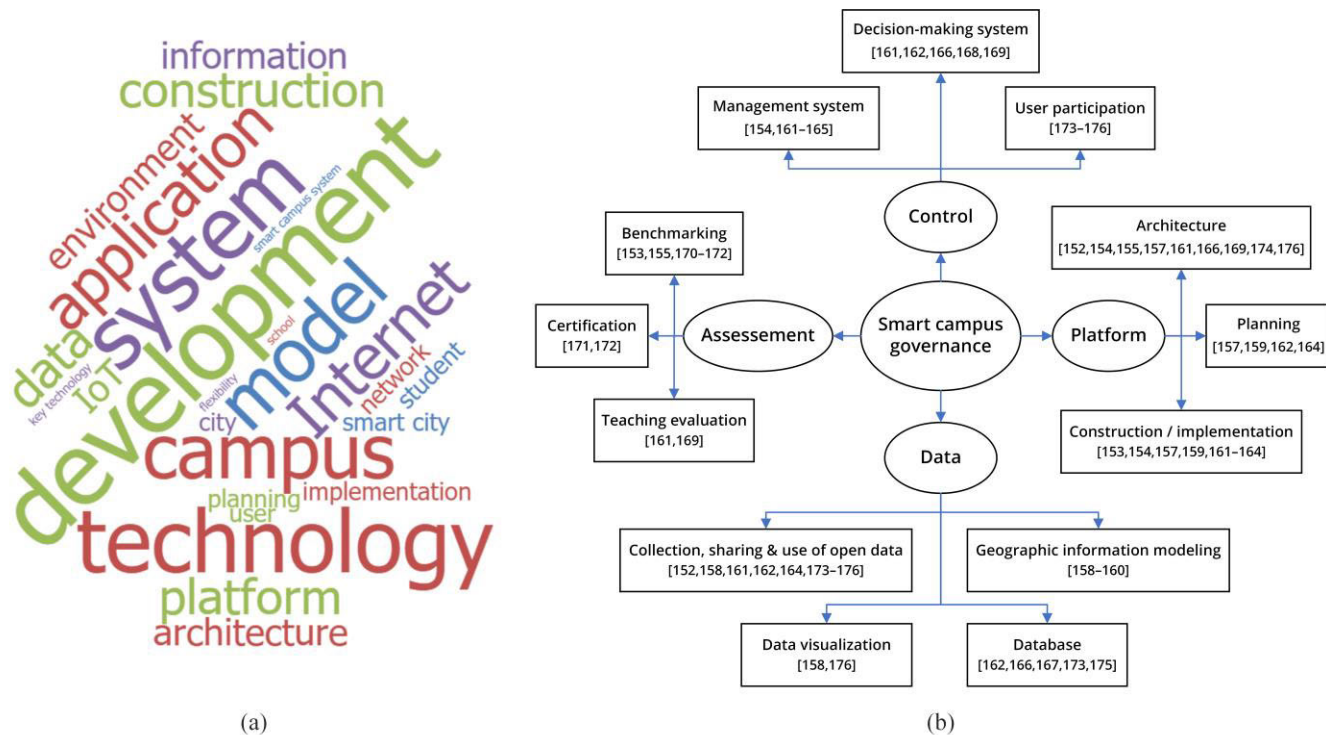 information
construction
environment
application
system
smart campus system
development
data
IoT
key technology
school
model
Internet
flexibility
network
student
city
smart city
campus
planning
implementation
user
technology
platform
architecture
(a)
Decision-making system
[161,162,166,168,169]
Management system
[154,161–165]
User participation
[173–176]
Control
Benchmarking
[153,155,170–172]
Architecture
[152,154,155,157,161,166,169,174,176]
Certification
[171,172]
Assessement
Smart campus
governance
Platform
Planning
[157,159,162,164]
Teaching evaluation
[161,169]
Construction / implementation
[153,154,157,159,161–164]
Data
Collection, sharing & use of open data
[152,158,161,162,164,173–176]
Geographic information modeling
[158–160]
Data visualization
[158,176]
Database
[162,166,167,173,175]
(b)